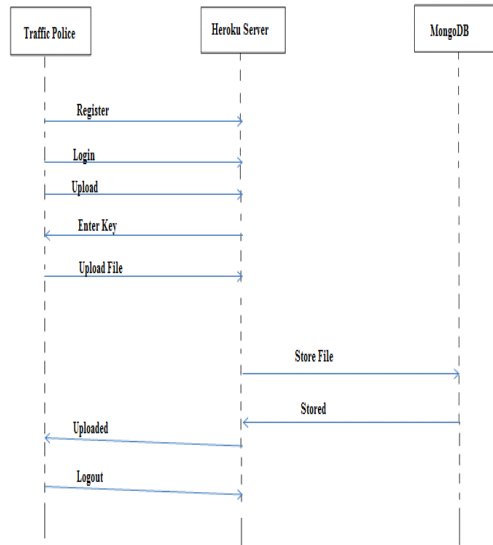 Traffic Police
Heroku Server
MongoDB
Register
Login
Upload
Enter Key
Upload File
Store File
Stored
Uploaded
Logout